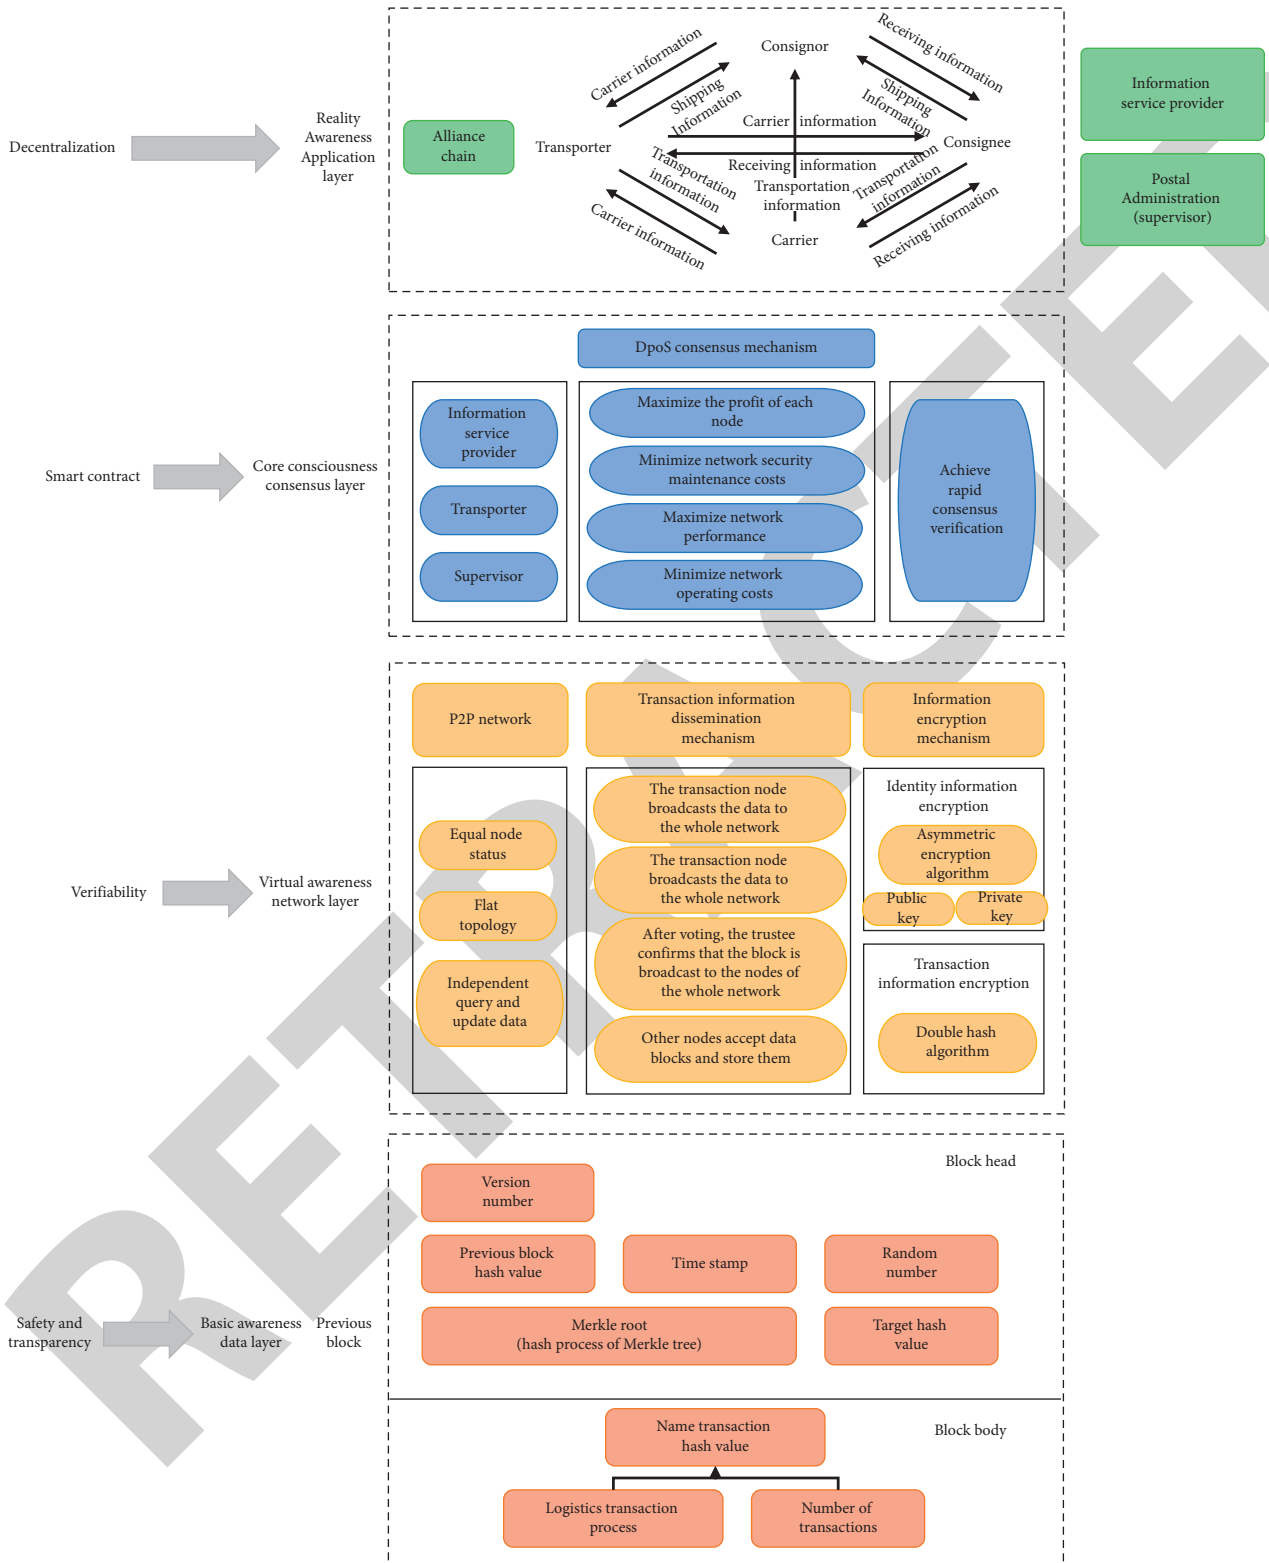 Decentralization
Reality
Awareness
Application
layer
Alliance
chain
Transporter
Consignor
Consignee
Carrier
Carrier information
Shipping
Information
Receiving information
Shipping
Information
Carrier information
Receiving information
Transportation
information
Transportation
information
Carrier information
Transportation
information
Receiving information
Information
service provider
Postal
Administration
(supervisor)
Smart contract
Core consciousness
consensus layer
DpoS consensus mechanism
Information
service
provider
Transporter
Supervisor
Maximize the profit of each
node
Minimize network security
maintenance costs
Maximize network
performance
Minimize network
operating costs
Achieve
rapid
consensus
verification
Verifiability
Virtual awareness
network layer
P2P network
Equal node
status
Flat
topology
Independent
query and
update data
Transaction information
dissemination
mechanism
The transaction node
broadcasts the data to
the whole network
The transaction node
broadcasts the data to
the whole network
After voting, the trustee
confirms that the block is
broadcast to the nodes of
the whole network
Other nodes accept data
blocks and store them
Information
encryption
mechanism
Identity information
encryption
Asymmetric
encryption
algorithm
Public
key
Private
key
Transaction
information encryption
Double hash
algorithm
Safety and
transparency
Basic awareness
data layer
Previous
block
Block head
Version
number
Previous block
hash value
Time stamp
Random
number
Merkle root
(hash process of Merkle tree)
Target hash
value
Block body
Name transaction
hash value
Logistics transaction
process
Number of
transactions
RETRACTED